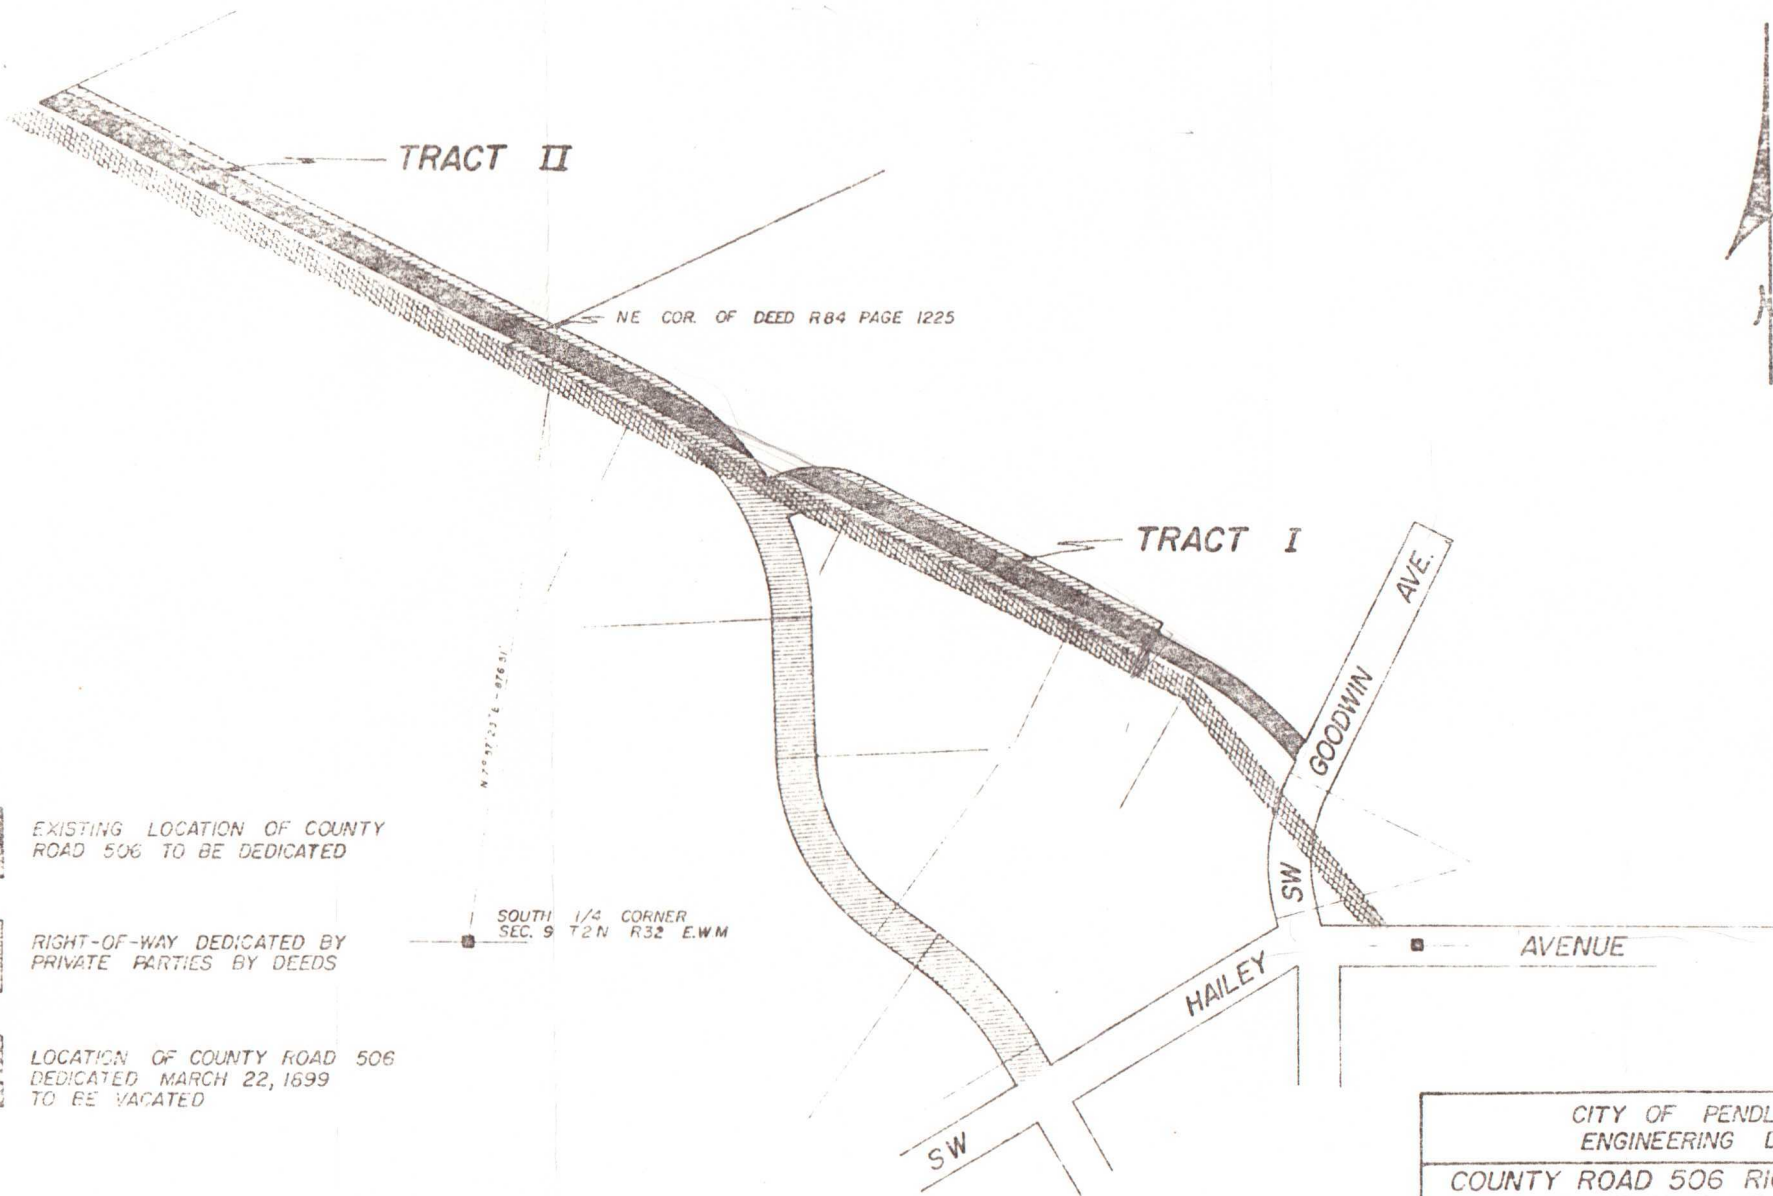 TRACT II
NE COR. OF DEED R84 PAGE 1225
TRACT I
GOODWIN AVE.
SW
EXISTING LOCATION OF COUNTY
ROAD 506 TO BE DEDICATED
SOUTH 1/4 CORNER
SEC. 9 T2N R32 E.W.M
RIGHT-OF-WAY DEDICATED BY
PRIVATE PARTIES BY DEEDS
AVENUE
HAILEY
SW
LOCATION OF COUNTY ROAD 506
DEDICATED MARCH 22, 1899
TO BE VACATED
CITY OF PENDL
ENGINEERING D
COUNTY ROAD 506 RIG